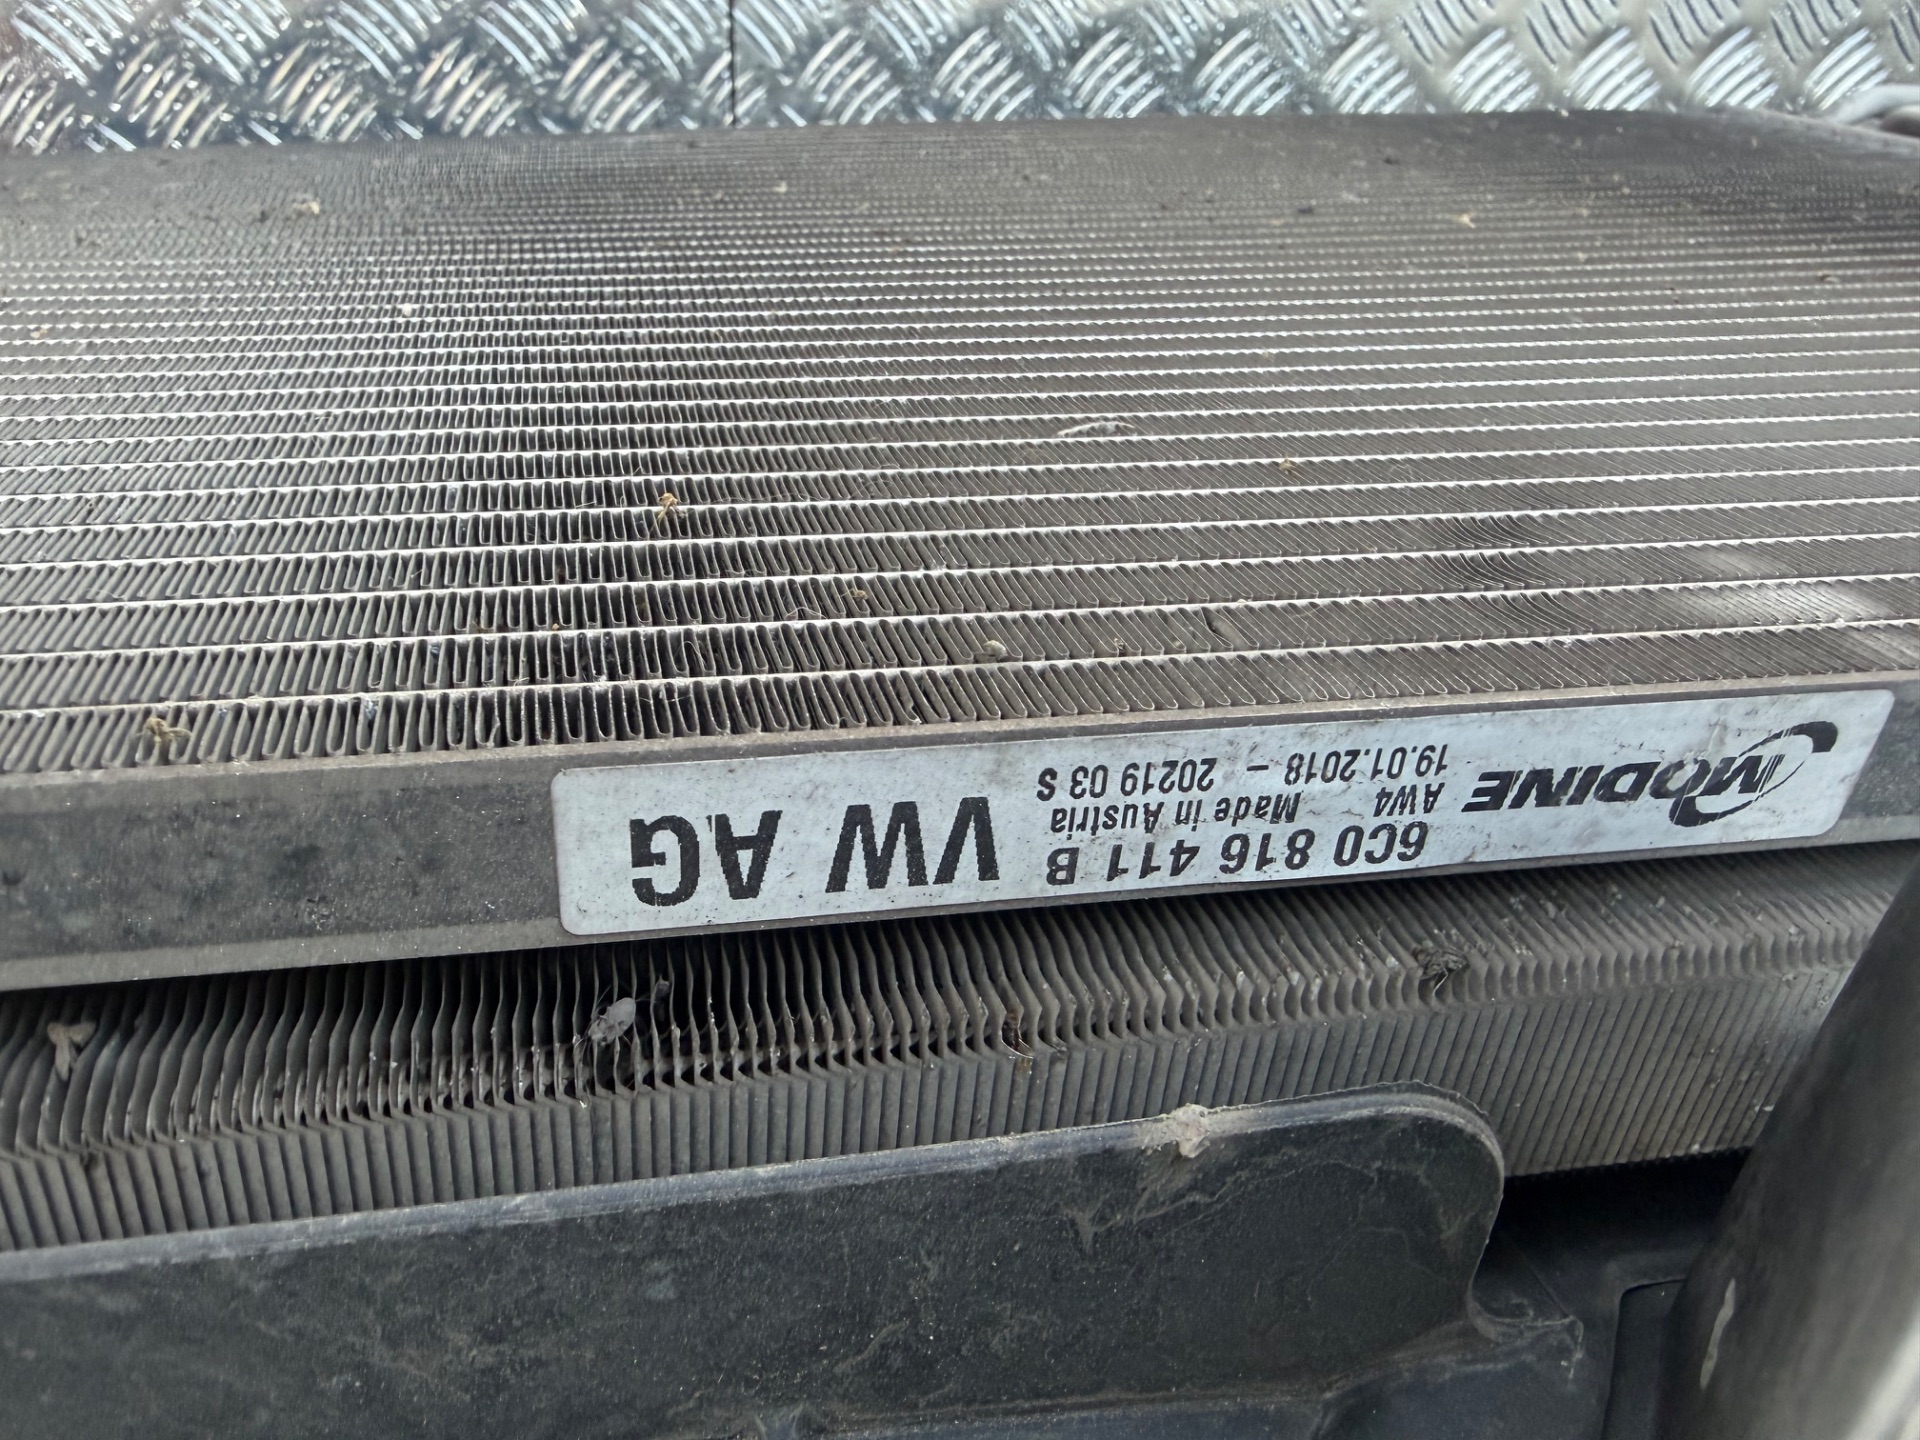 MODINE
6C0 816 411 B
AW4 Made in Austria
19.01.2018 - 20219 03 S
VW AG